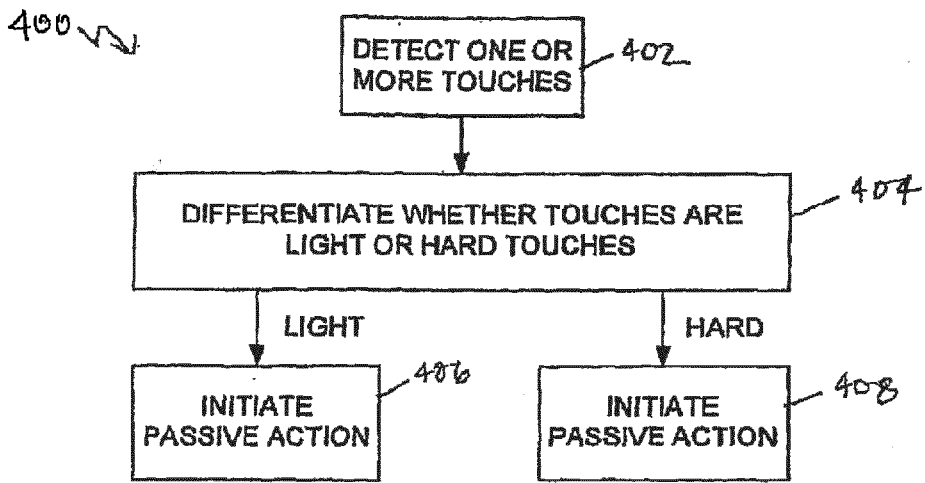 400
DETECT ONE OR
MORE TOUCHES
402
DIFFERENTIATE WHETHER TOUCHES ARE
LIGHT OR HARD TOUCHES
404
LIGHT
HARD
INITIATE
PASSIVE ACTION
406
INITIATE
PASSIVE ACTION
408